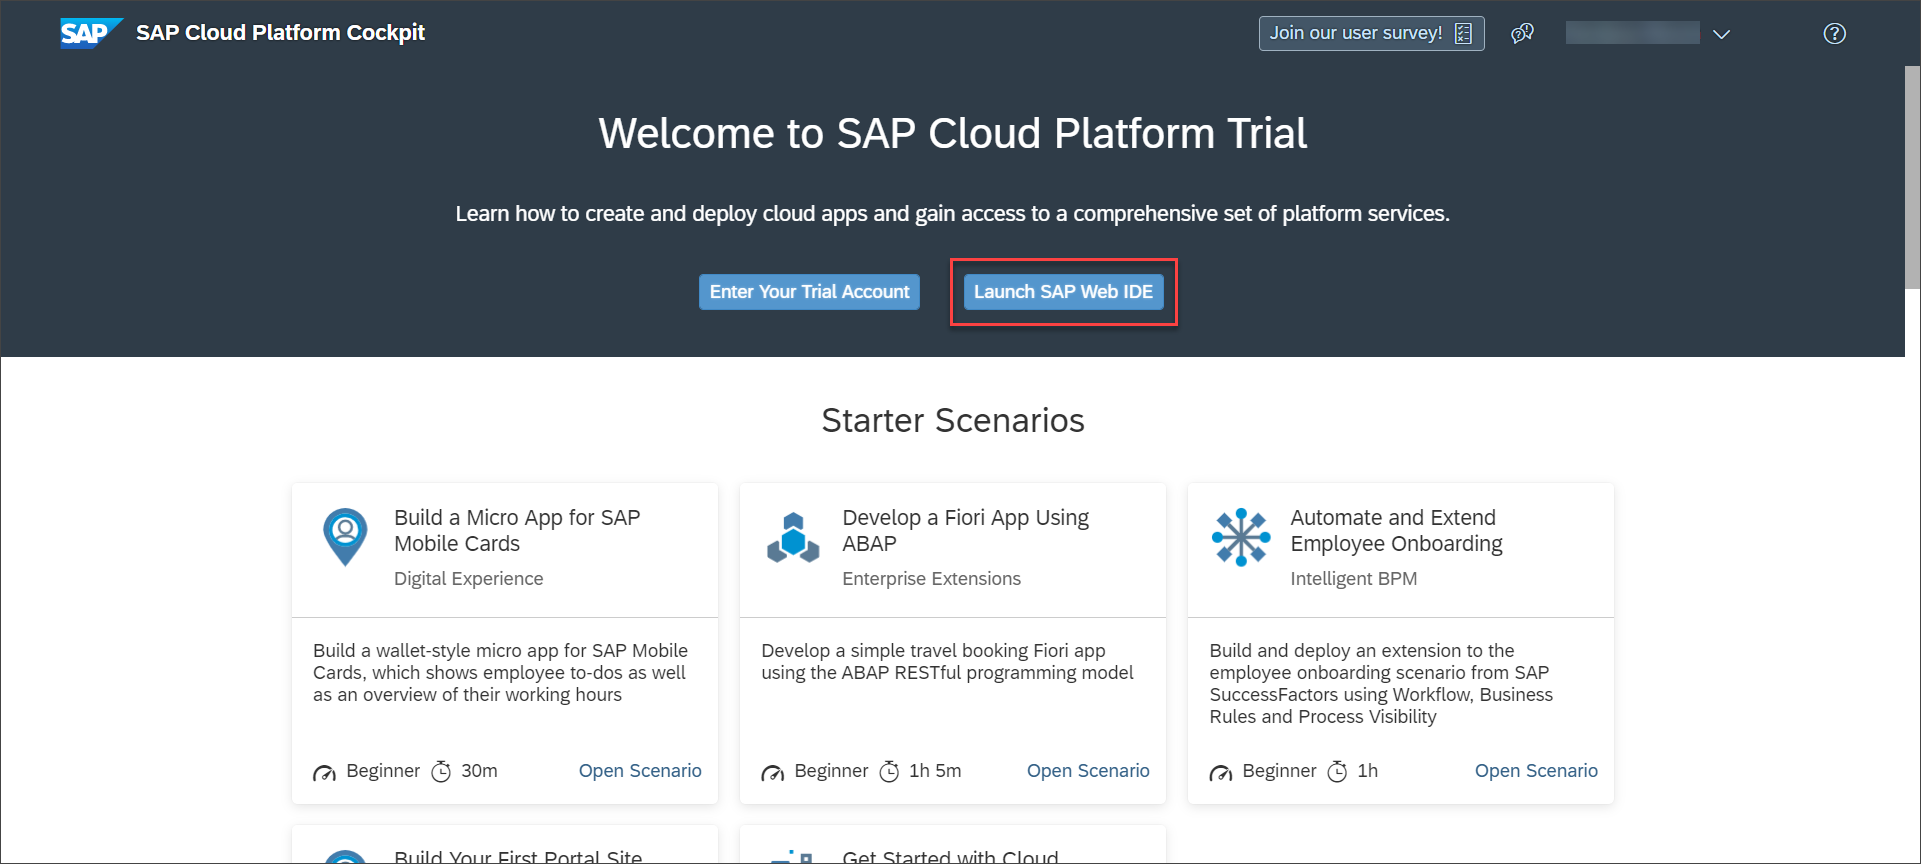 SAP SAP Cloud Platform Cockpit
Join our user survey!
Welcome to SAP Cloud Platform Trial
Learn how to create and deploy cloud apps and gain access to a comprehensive set of platform services.
Enter Your Trial Account
Launch SAP Web IDE
Starter Scenarios
Build a Micro App for SAP
Mobile Cards
Digital Experience
Build a wallet-style micro app for SAP Mobile
Cards, which shows employee to-dos as well
as an overview of their working hours
Beginner 30m Open Scenario
Develop a Fiori App Using
ABAP
Enterprise Extensions
Develop a simple travel booking Fiori app
using the ABAP RESTful programming model
Beginner 1h 5m Open Scenario
Automate and Extend
Employee Onboarding
Intelligent BPM
Build and deploy an extension to the
employee onboarding scenario from SAP
SuccessFactors using Workflow, Business
Rules and Process Visibility
Beginner 1h Open Scenario
Build Your First Portal Site
Get Started with Cloud